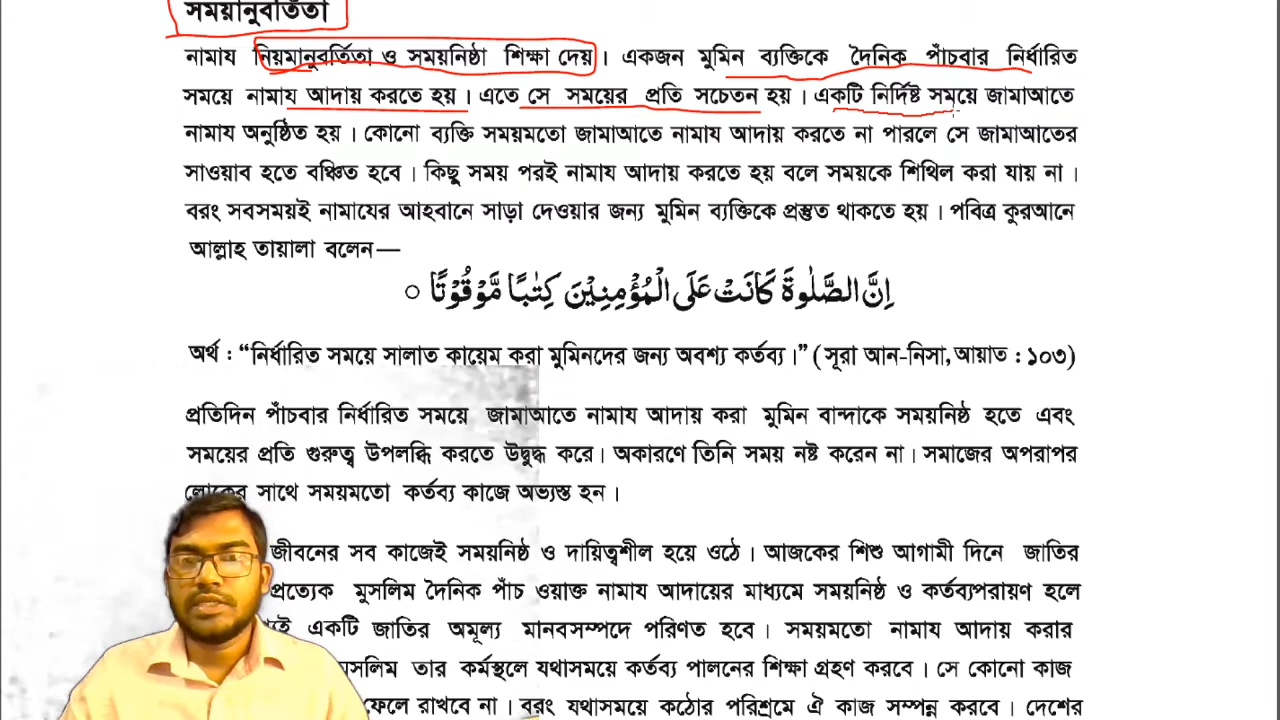 সময়ানুবর্তিতা
নামায নিয়মানুবর্তিতা ও সময়নিষ্ঠা শিক্ষা দেয়। একজন মুমিন ব্যক্তিকে দৈনিক পাঁচবার নির্ধারিত
সময়ে নামায আদায় করতে হয়। এতে সে সময়ের প্রতি সচেতন হয়। একটি নির্দিষ্ট সময়ে জামাআতে
নামায অনুষ্ঠিত হয়। কোনো ব্যক্তি সময়মতো জামাআতে নামায আদায় করতে না পারলে সে জামাআতের
সাওয়াব হতে বঞ্চিত হবে। কিছু সময় পরই নামায আদায় করতে হয় বলে সময়কে শিথিল করা যায় না।
বরং সবসময়ই নামাযের আহবানে সাড়া দেওয়ার জন্য মুমিন ব্যক্তিকে প্রস্তুত থাকতে হয়। পবিত্র কুরআনে
আল্লাহ তায়ালা বলেন—
اِنَّ الصَّلٰوةَ كَانَتْ عَلَى الْمُؤْمِنِيْنَ كِتٰبًا مَّوْقُوْتًا ○
অর্থ : “নির্ধারিত সময়ে সালাত কায়েম করা মুমিনদের জন্য অবশ্য কর্তব্য।” (সূরা আন-নিসা, আয়াত : ১০৩)
প্রতিদিন পাঁচবার নির্ধারিত সময়ে জামাআতে নামায আদায় করা মুমিন বান্দাকে সময়নিষ্ঠ হতে এবং
সময়ের প্রতি গুরুত্ব উপলব্ধি করতে উদ্বুদ্ধ করে। অকারণে তিনি সময় নষ্ট করেন না। সমাজের অপরাপর
লোকের সাথে সময়মতো কর্তব্য কাজে অভ্যস্ত হন।
জীবনের সব কাজেই সময়নিষ্ঠ ও দায়িত্বশীল হয়ে ওঠে। আজকের শিশু আগামী দিনে জাতির
প্রত্যেক মুসলিম দৈনিক পাঁচ ওয়াক্ত নামায আদায়ের মাধ্যমে সময়নিষ্ঠ ও কর্তব্যপরায়ণ হলে
একটি জাতির অমূল্য মানবসম্পদে পরিণত হবে। সময়মতো নামায আদায় করার
তার কর্মস্থলে যথাসময়ে কর্তব্য পালনের শিক্ষা গ্রহণ করবে। সে কোনো কাজ
ফেলে রাখবে না। বরং যথাসময়ে কঠোর পরিশ্রমে ঐ কাজ সম্পন্ন করবে। দেশের